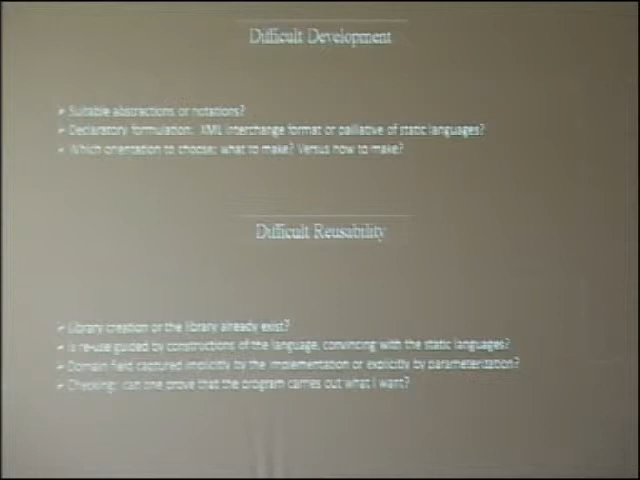 Difficult Development
Suitable abstractions or notations?
Declaratory formulation: XML interchange format or palliative of static languages?
Which orientation to choose; what to make? Versus how to make?
Difficult Reusability
Library creation or the library already exist?
Is re-use guided by constructions of the language, convincing with the static languages?
Domain field captured implicitly by the implementation or explicitly by parameterization?
Checking: can one prove that the program carries out what I want?